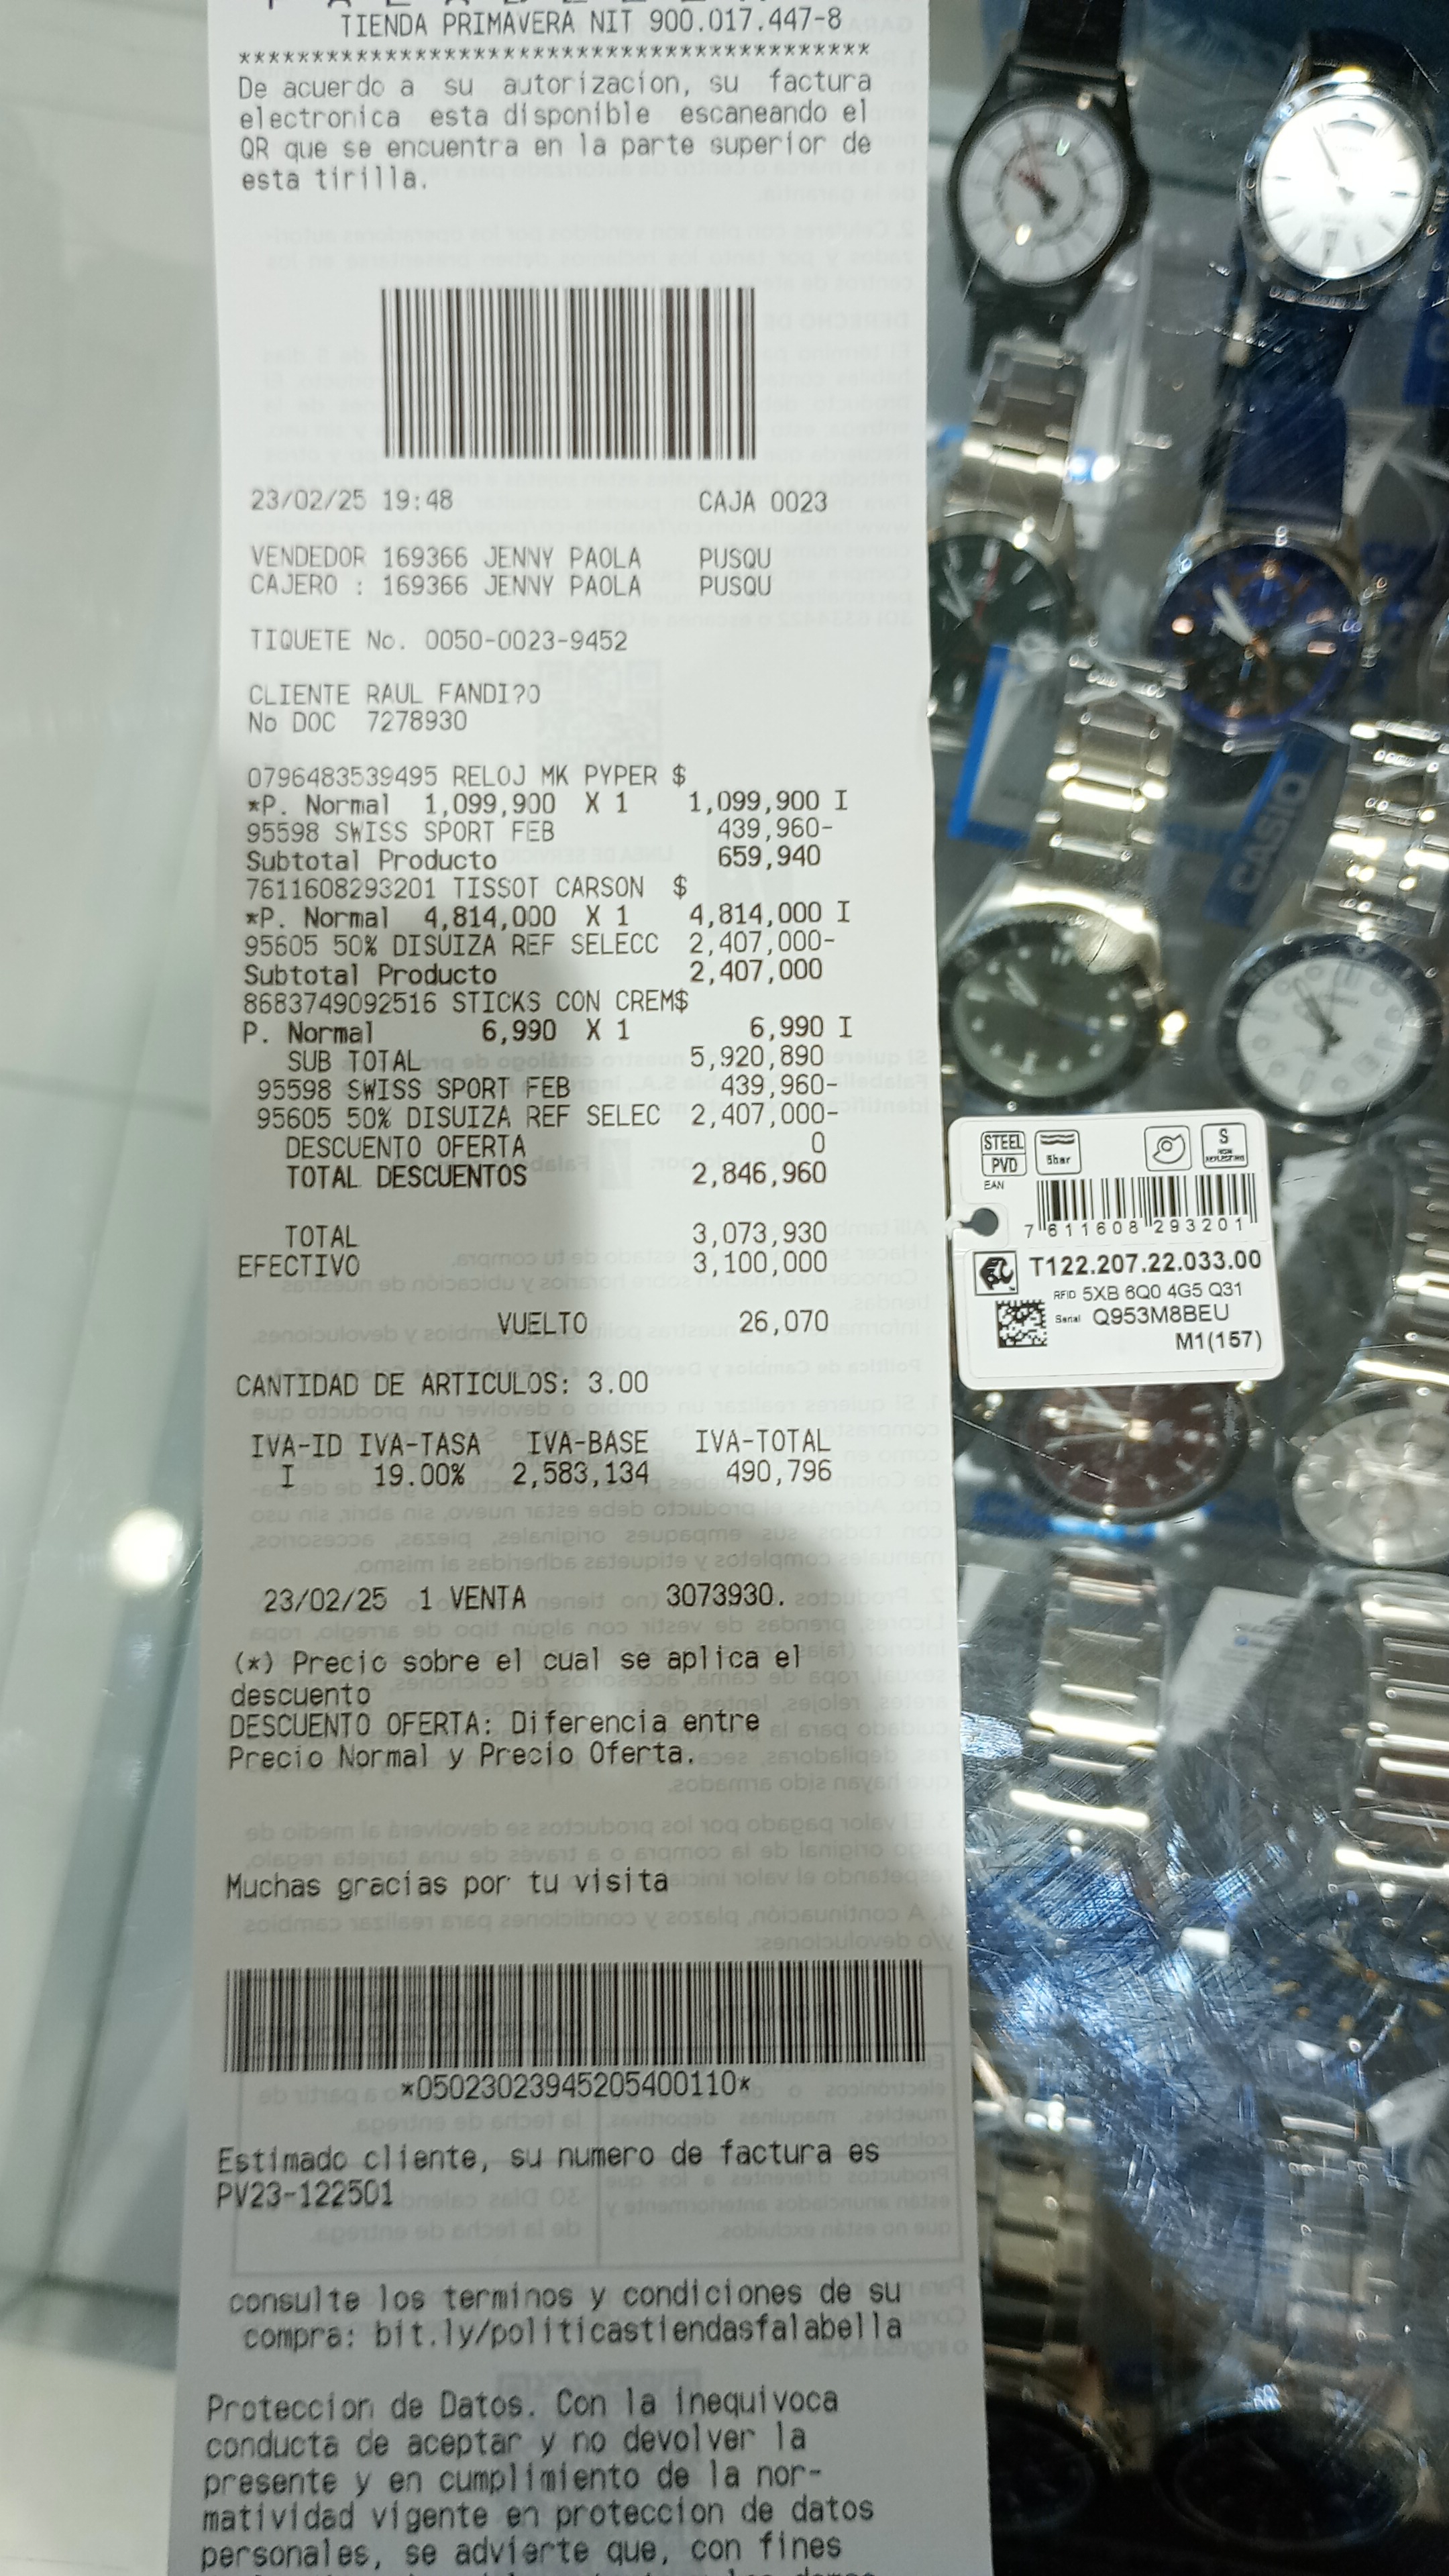 TIENDA PRIMAVERA NIT 900.017.447-8
******************************************
De acuerdo a su autorizacion, su factura
electronica esta disponible escaneando el
QR que se encuentra en la parte superior de
esta tirilla.
23/02/25 19:48 CAJA 0023
VENDEDOR 169366 JENNY PAOLA PUSQU
CAJERO : 169366 JENNY PAOLA PUSQU
TIQUETE No. 0050-0023-9452
CLIENTE RAUL FANDI?O
No DOC 7278930
0796483539495 RELOJ MK PYPER $
*P. Normal 1,099,900 X 1 1,099,900 I
95598 SWISS SPORT FEB 439,960-
Subtotal Producto 659,940
7611608293201 TISSOT CARSON $
*P. Normal 4,814,000 X 1 4,814,000 I
95605 50% DISUIZA REF SELECC 2,407,000-
Subtotal Producto 2,407,000
8683749092516 STICKS CON CREM$
P. Normal 6,990 X 1 6,990 I
SUB TOTAL 5,920,890
95598 SWISS SPORT FEB 439,960-
95605 50% DISUIZA REF SELEC 2,407,000-
DESCUENTO OFERTA 0
TOTAL DESCUENTOS 2,846,960
TOTAL 3,073,930
EFECTIVO 3,100,000
VUELTO 26,070
CANTIDAD DE ARTICULOS: 3.00
IVA-ID IVA-TASA IVA-BASE IVA-TOTAL
I 19.00% 2,583,134 490,796
23/02/25 1 VENTA 3073930.
(*) Precio sobre el cual se aplica el
descuento
DESCUENTO OFERTA: Diferencia entre
Precio Normal y Precio Oferta.
Muchas gracias por tu visita
*05023023945205400110*
Estimado cliente, su numero de factura es
PV23-122501
consulte los terminos y condiciones de su
compra: bit.ly/politicastiendasfalabella
Proteccion de Datos. Con la inequivoca
conducta de aceptar y no devolver la
presente y en cumplimiento de la nor-
matividad vigente en proteccion de datos
personales, se advierte que, con fines
CASIO
STEEL
PVD
5bar
S
EAN
7 611608 293201
T122.207.22.033.00
RFID 5XB 6Q0 4G5 Q31
Serial Q953M8BEU
M1(157)